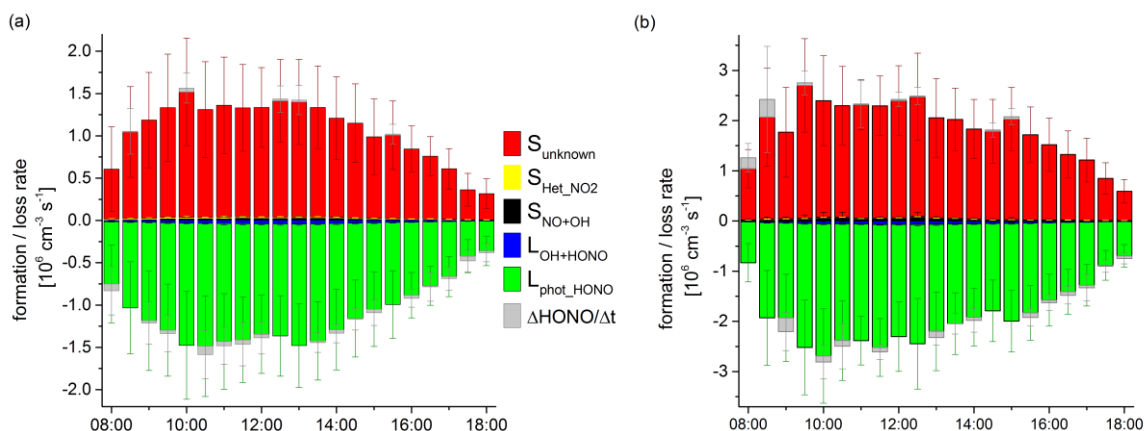 (a)
2.0
1.5
1.0
0.5
0.0
-0.5
-1.0
-1.5
-2.0
formation / loss rate
[10⁶ cm⁻³ s⁻¹]
08:00 10:00 12:00 14:00 16:00 18:00
S_unknown
S_Het_NO2
S_NO+OH
L_OH+HONO
L_phot_HONO
ΔHONO/Δt
(b)
3
2
1
0
-1
-2
-3
formation / loss rate
[10⁶ cm⁻³ s⁻¹]
08:00 10:00 12:00 14:00 16:00 18:00